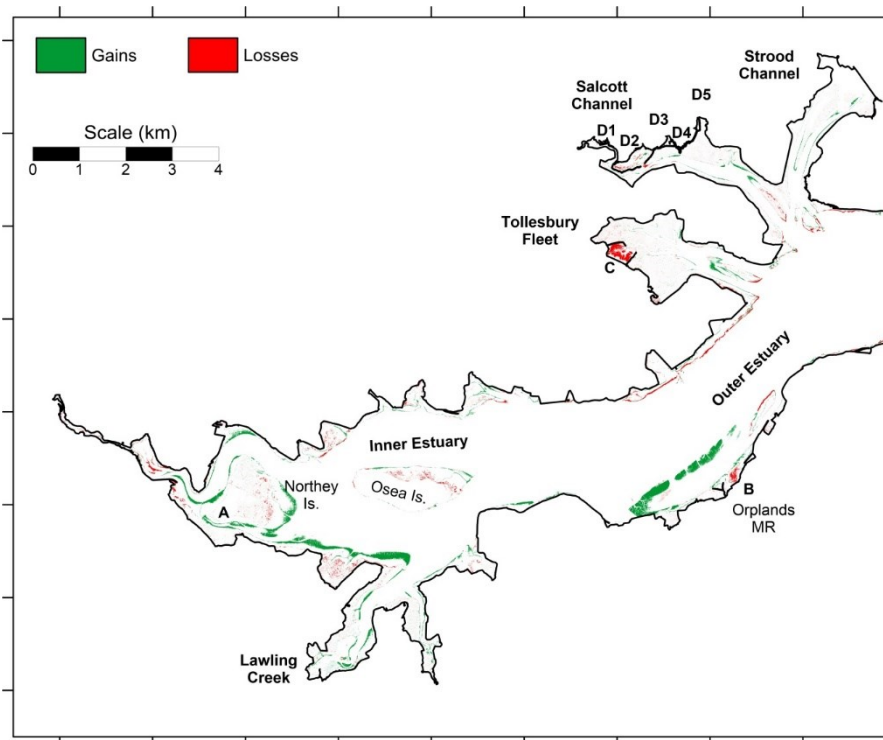 Gains
Losses
Scale (km)
0 1 2 3 4
Strood
Channel
Salcott
Channel
D1
D2
D3
D4
D5
Tollesbury
Fleet
C
Outer Estuary
Inner Estuary
Northey
Is.
Osea Is.
A
B
Orplands
MR
Lawling
Creek